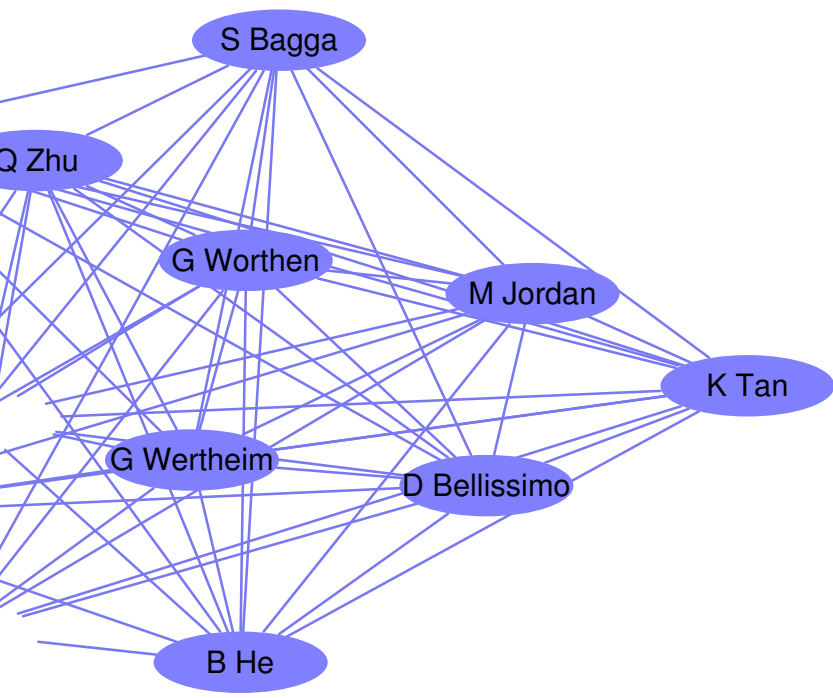 S Bagga
Q Zhu
G Worthen
M Jordan
K Tan
G Wertheim
D Bellissimo
B He